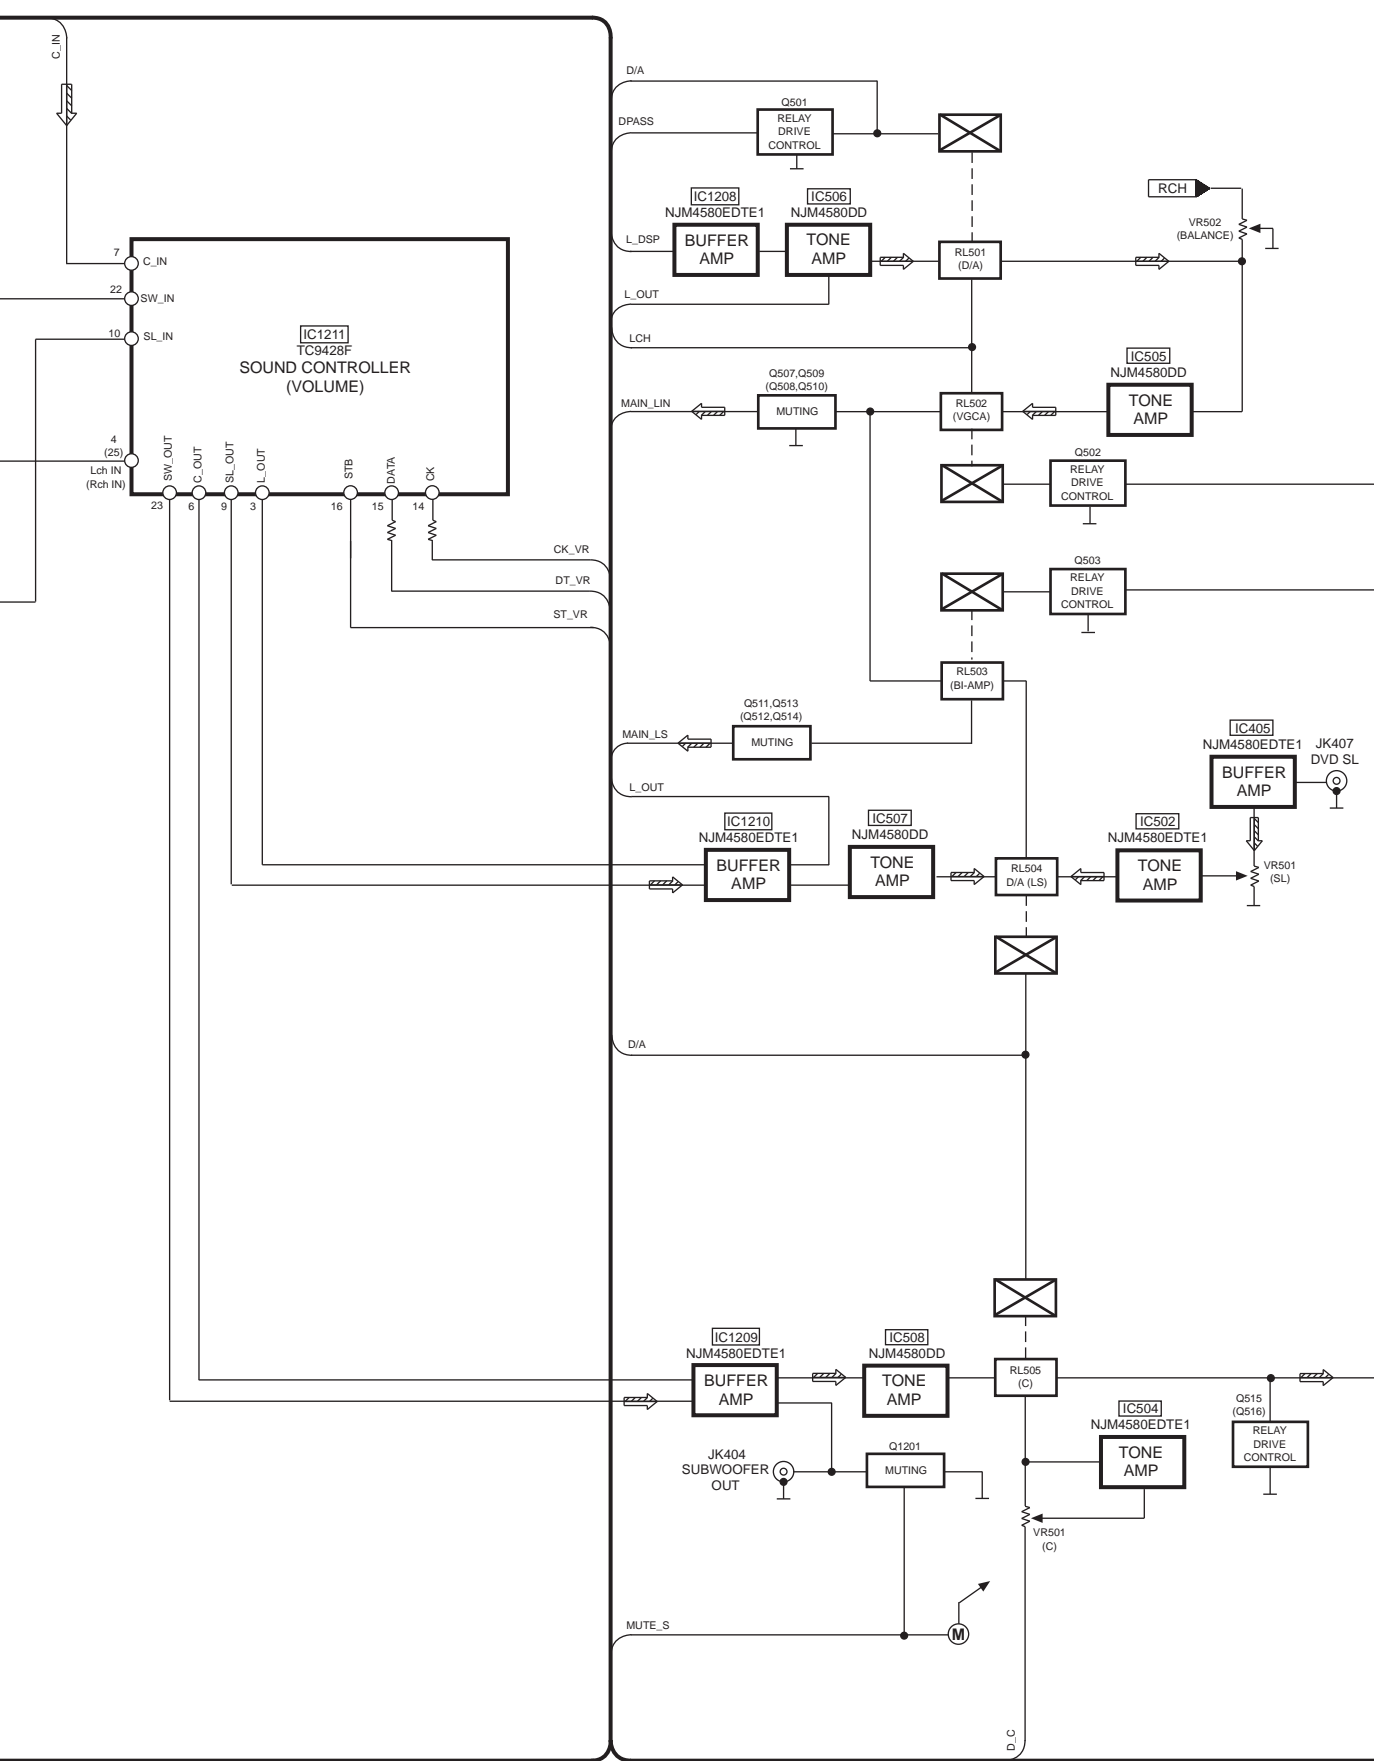 C_IN
D/A
DPASS
Q501
RELAY
DRIVE
CONTROL
RCH
VR502
(BALANCE)
IC1208
NJM4580EDTE1
BUFFER
AMP
IC506
NJM4580DD
TONE
AMP
L_DSP
RL501
(D/A)
L_OUT
LCH
7
C_IN
22
SW_IN
10
SL_IN
IC1211
TC9428F
SOUND CONTROLLER
(VOLUME)
4
(25)
Lch IN
(Rch IN)
SW_OUT
C_OUT
SL_OUT
L_OUT
STB
DATA
CK
23
6
9
3
16
15
14
CK_VR
DT_VR
ST_VR
IC505
NJM4580DD
TONE
AMP
Q507,Q509
(Q508,Q510)
MUTING
MAIN_LIN
RL502
(VGCA)
Q502
RELAY
DRIVE
CONTROL
Q503
RELAY
DRIVE
CONTROL
RL503
(BI-AMP)
Q511,Q513
(Q512,Q514)
MUTING
MAIN_LS
L_OUT
IC405
NJM4580EDTE1
BUFFER
AMP
JK407
DVD SL
IC1210
NJM4580EDTE1
BUFFER
AMP
IC507
NJM4580DD
TONE
AMP
RL504
D/A (LS)
IC502
NJM4580EDTE1
TONE
AMP
VR501
(SL)
D/A
IC1209
NJM4580EDTE1
BUFFER
AMP
IC508
NJM4580DD
TONE
AMP
RL505
(C)
IC504
NJM4580EDTE1
TONE
AMP
Q515
(Q516)
RELAY
DRIVE
CONTROL
JK404
SUBWOOFER
OUT
Q1201
MUTING
VR501
(C)
MUTE_S
M
D_C